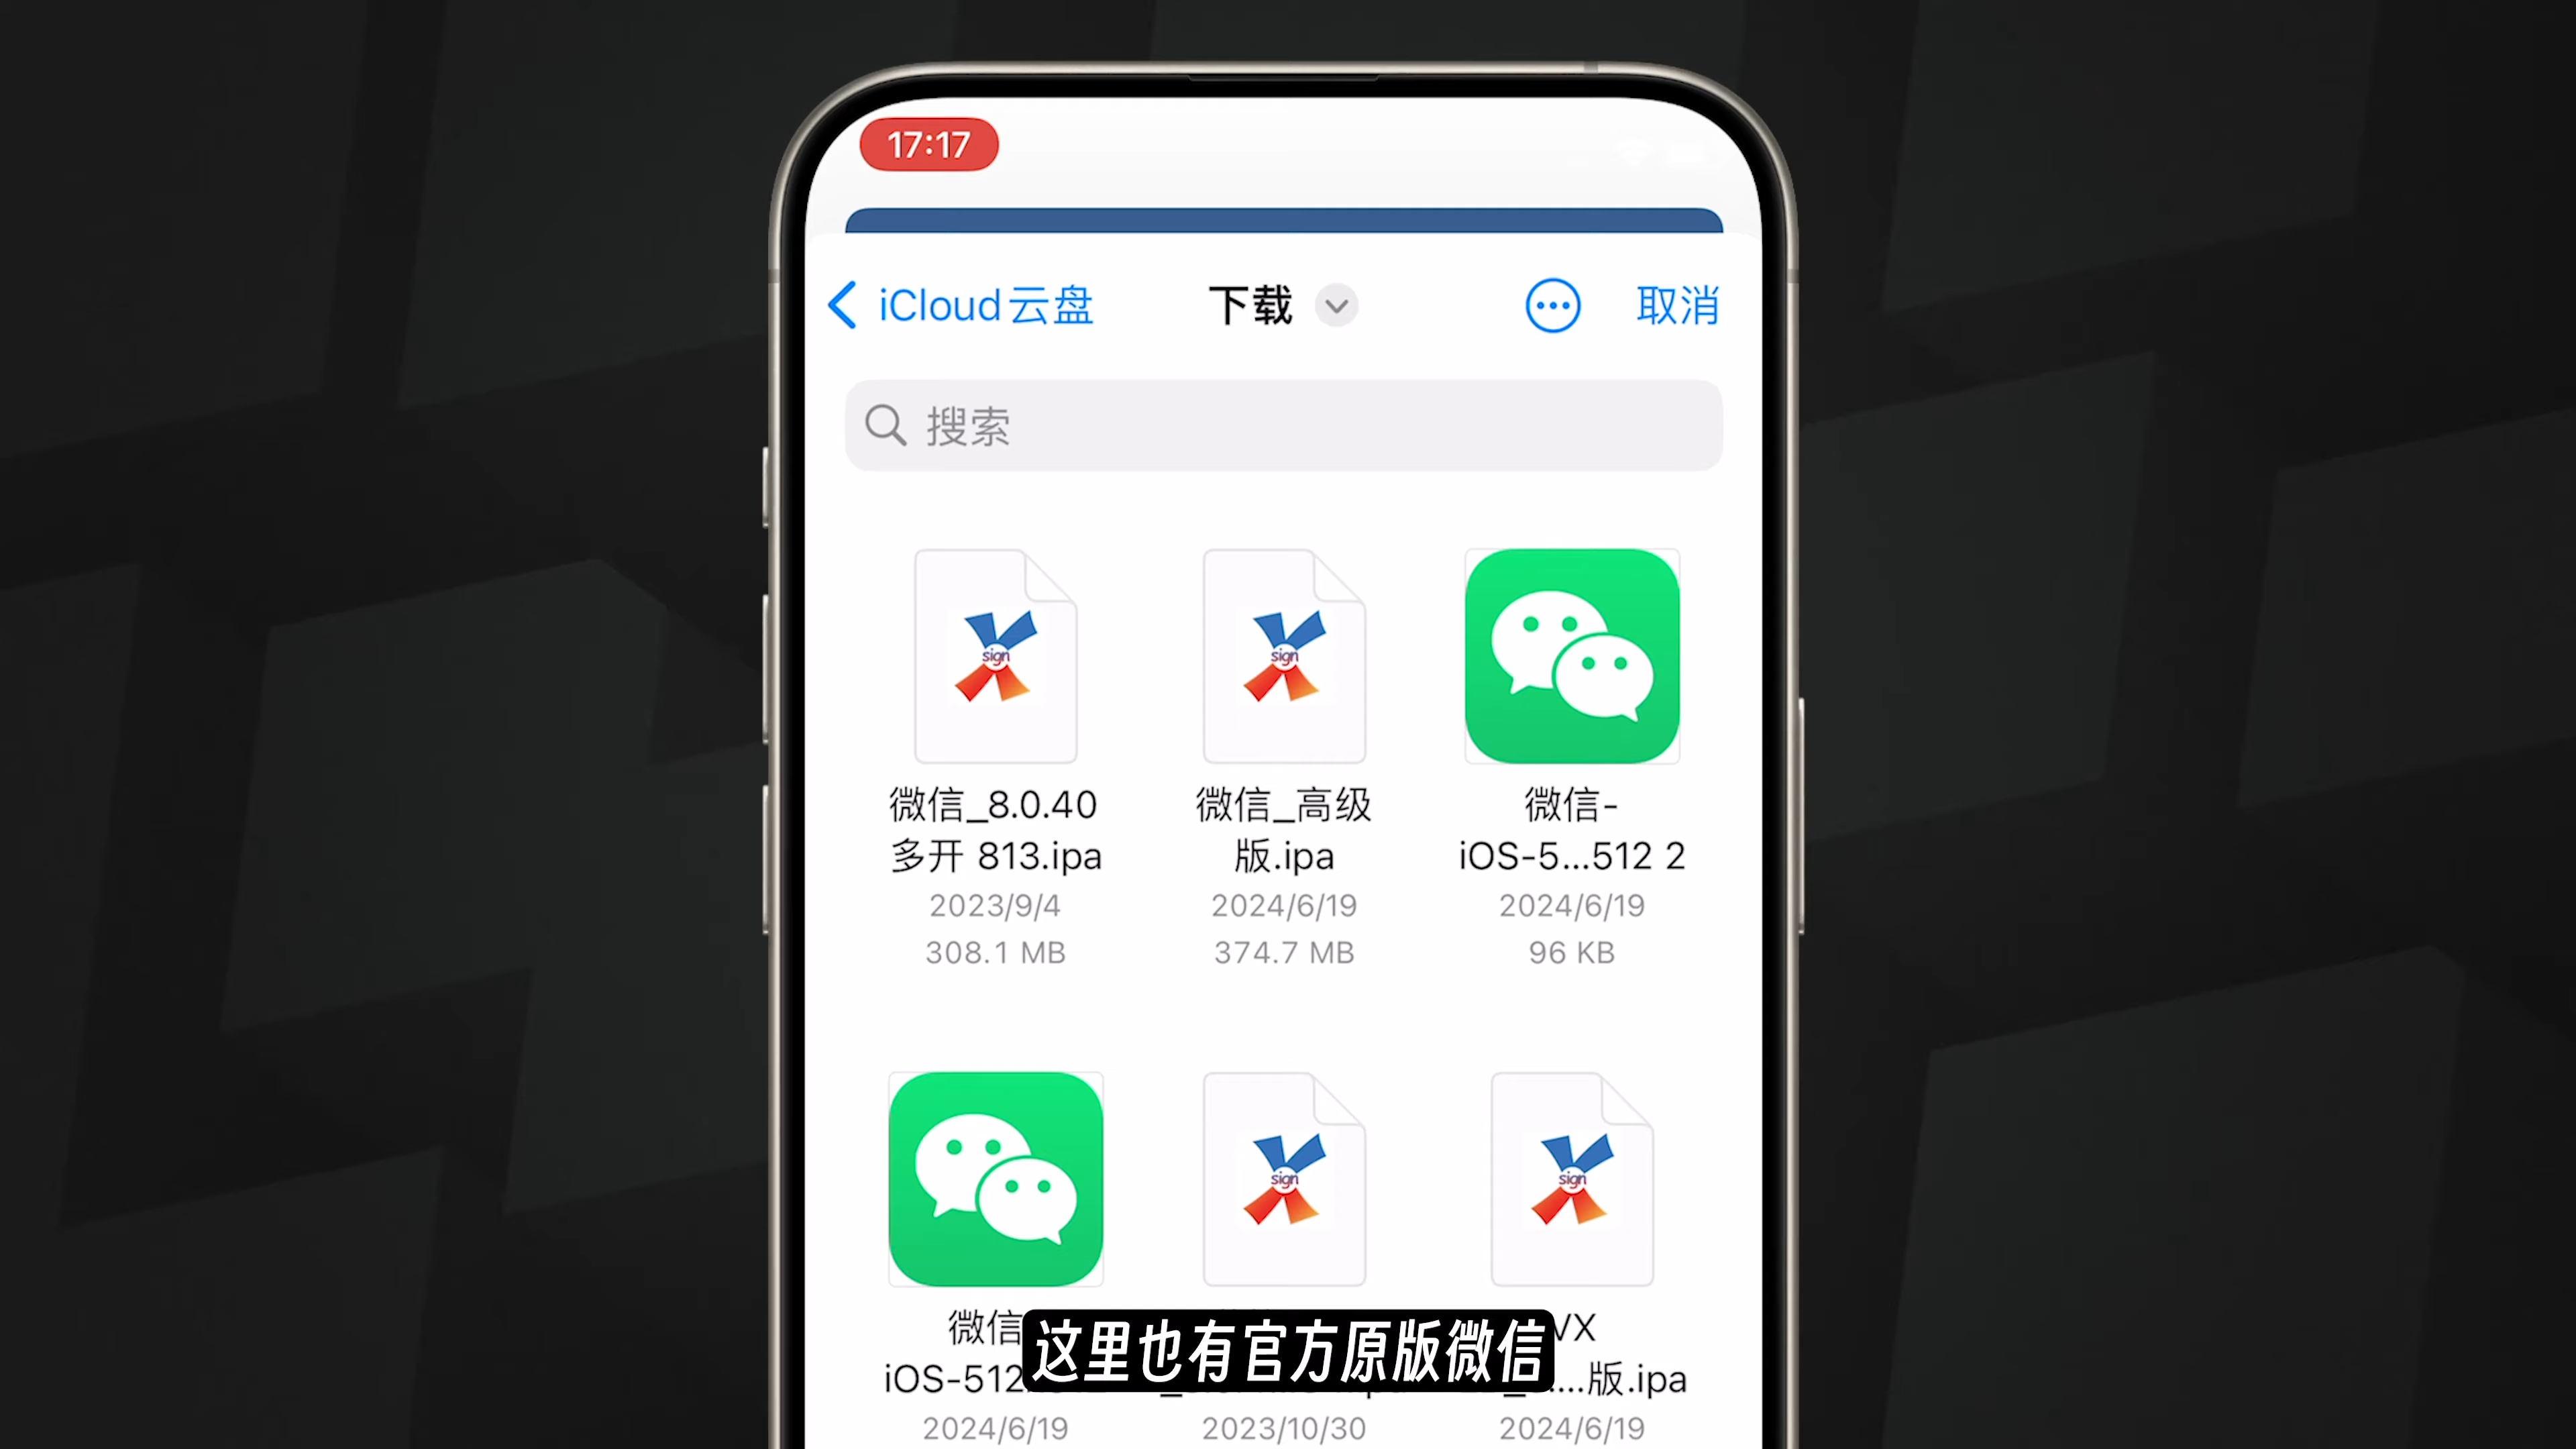 17:17
iCloud云盘
下载
取消
搜索
sign
sign
微信_8.0.40
多开 813.ipa
2023/9/4
308.1 MB
微信_高级
版.ipa
2024/6/19
374.7 MB
微信-
iOS-5...512 2
2024/6/19
96 KB
sign
sign
微信
iOS-512
2024/6/19
2023/10/30
VX
...版.ipa
2024/6/19
这里也有官方原版微信